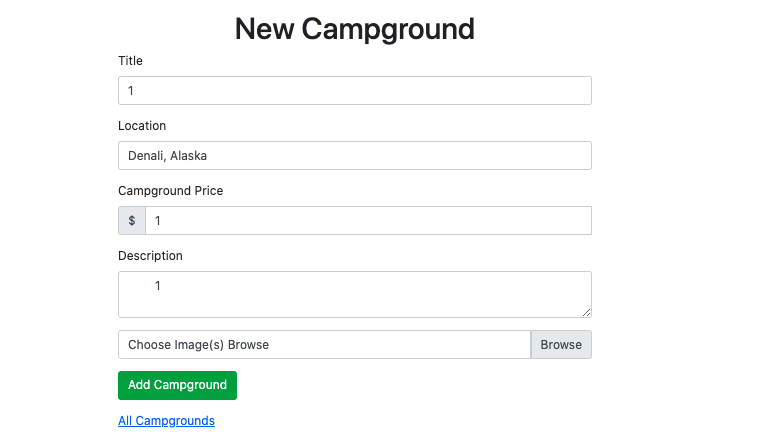 New Campground
Title
1
Location
Denali, Alaska
Campground Price
$ 1
Description
1
Choose Image(s) Browse Browse
Add Campground
All Campgrounds